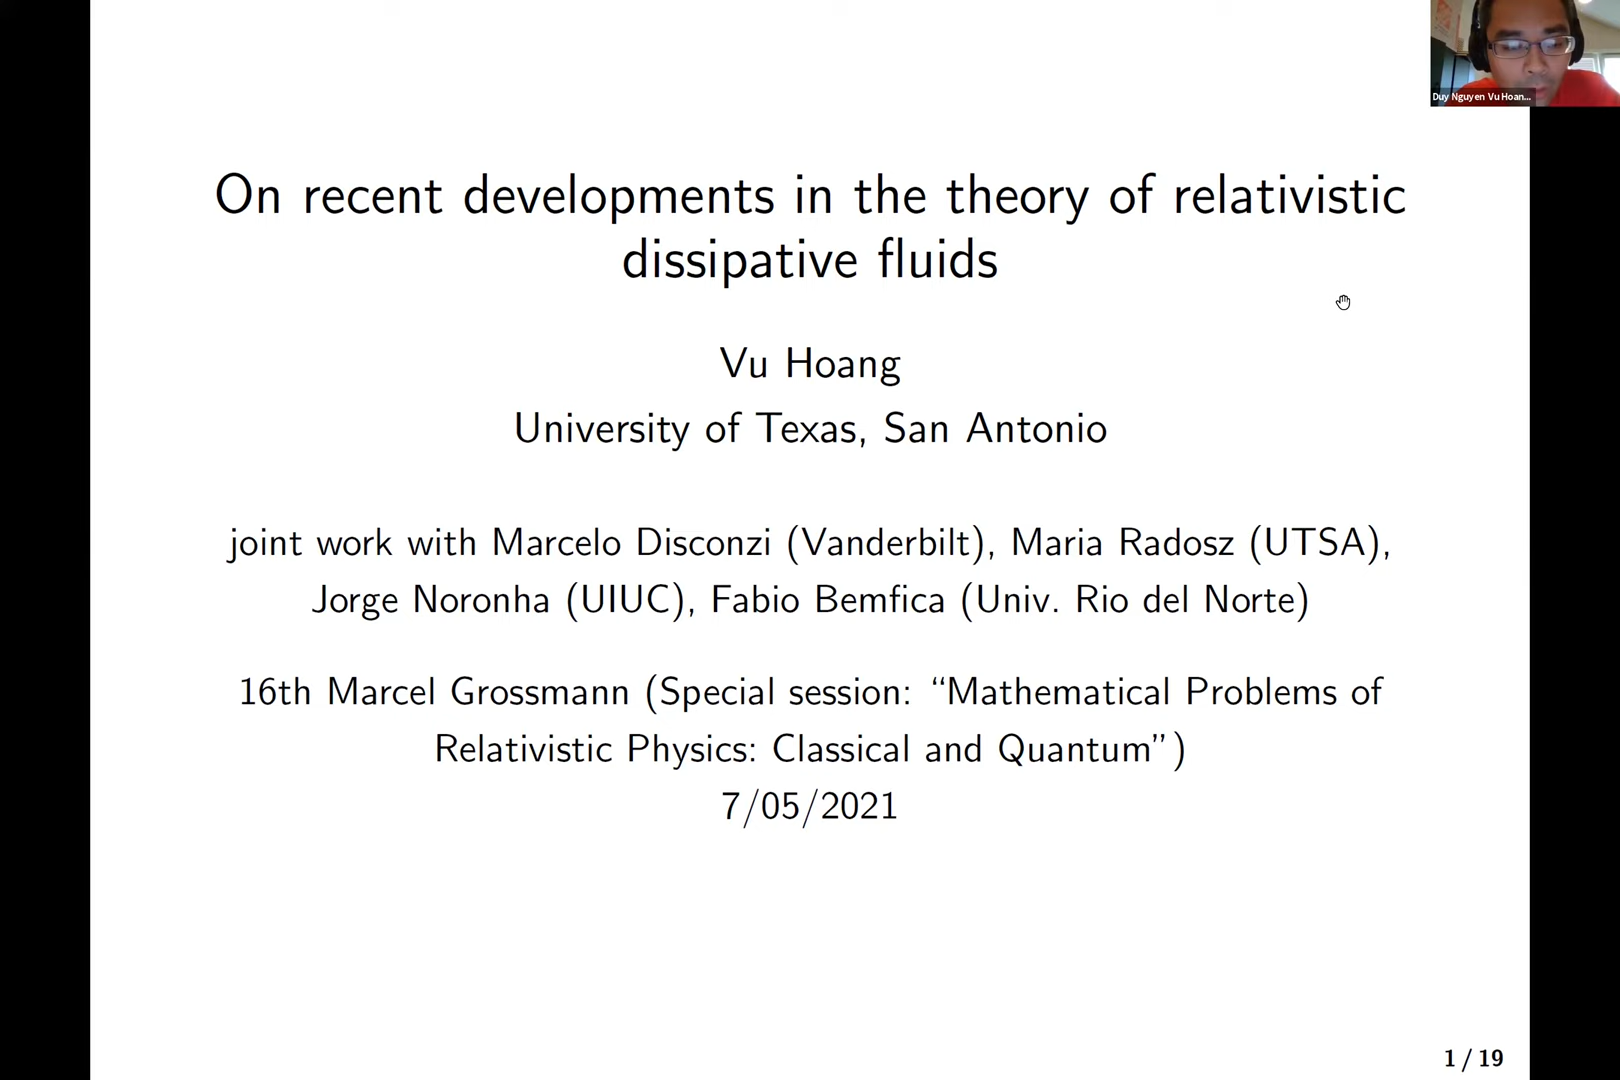 Duy Nguyen Vu Hoan...
On recent developments in the theory of relativistic
dissipative fluids
Vu Hoang
University of Texas, San Antonio
joint work with Marcelo Disconzi (Vanderbilt), Maria Radosz (UTSA),
Jorge Noronha (UIUC), Fabio Bemfica (Univ. Rio del Norte)
16th Marcel Grossmann (Special session: “Mathematical Problems of
Relativistic Physics: Classical and Quantum”)
7/05/2021
1 / 19